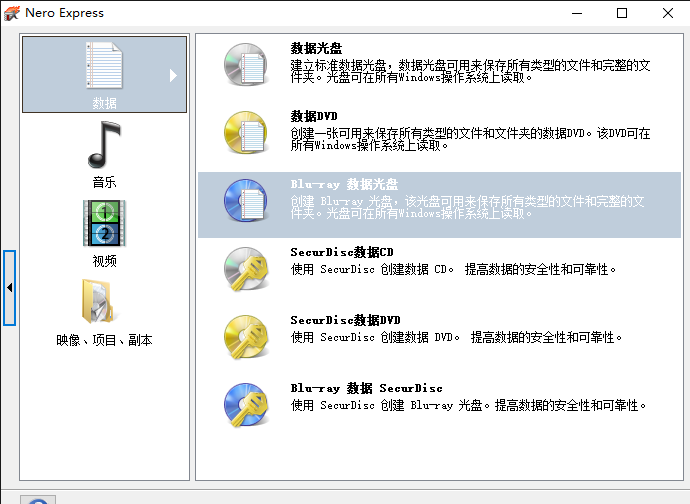 Nero Express
数据
音乐
视频
映像、项目、副本
数据光盘
建立标准数据光盘，数据光盘可用来保存所有类型的文件和完整的文
件夹。光盘可在所有Windows操作系统上读取。
数据DVD
创建一张可用来保存所有类型的文件和文件夹的数据DVD。该DVD可在
所有Windows操作系统上读取。
Blu-ray 数据光盘
创建 Blu-ray 光盘，该光盘可用来保存所有类型的文件和完整的文
件夹。光盘可在所有Windows操作系统上读取。
SecurDisc数据CD
使用 SecurDisc 创建数据 CD。 提高数据的安全性和可靠性。
SecurDisc数据DVD
使用 SecurDisc 创建数据 DVD。 提高数据的安全性和可靠性。
Blu-ray 数据 SecurDisc
使用 SecurDisc 创建 Blu-ray 光盘。提高数据的安全性和可靠性。